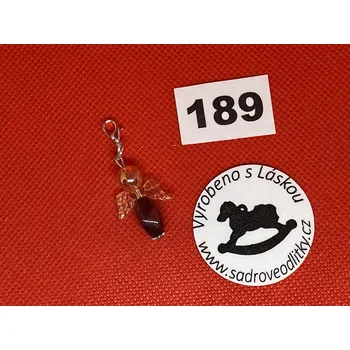 189
Vyrobeno s Láskou
www.sadroveodlitky.cz